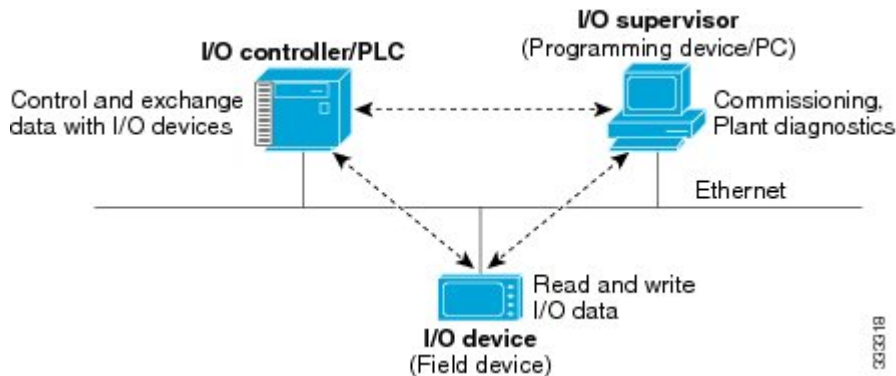 I/O supervisor
(Programming device/PC)
I/O controller/PLC
Control and exchange
data with I/O devices
Commissioning,
Plant diagnostics
Ethernet
Read and write
I/O data
I/O device
(Field device)
333318